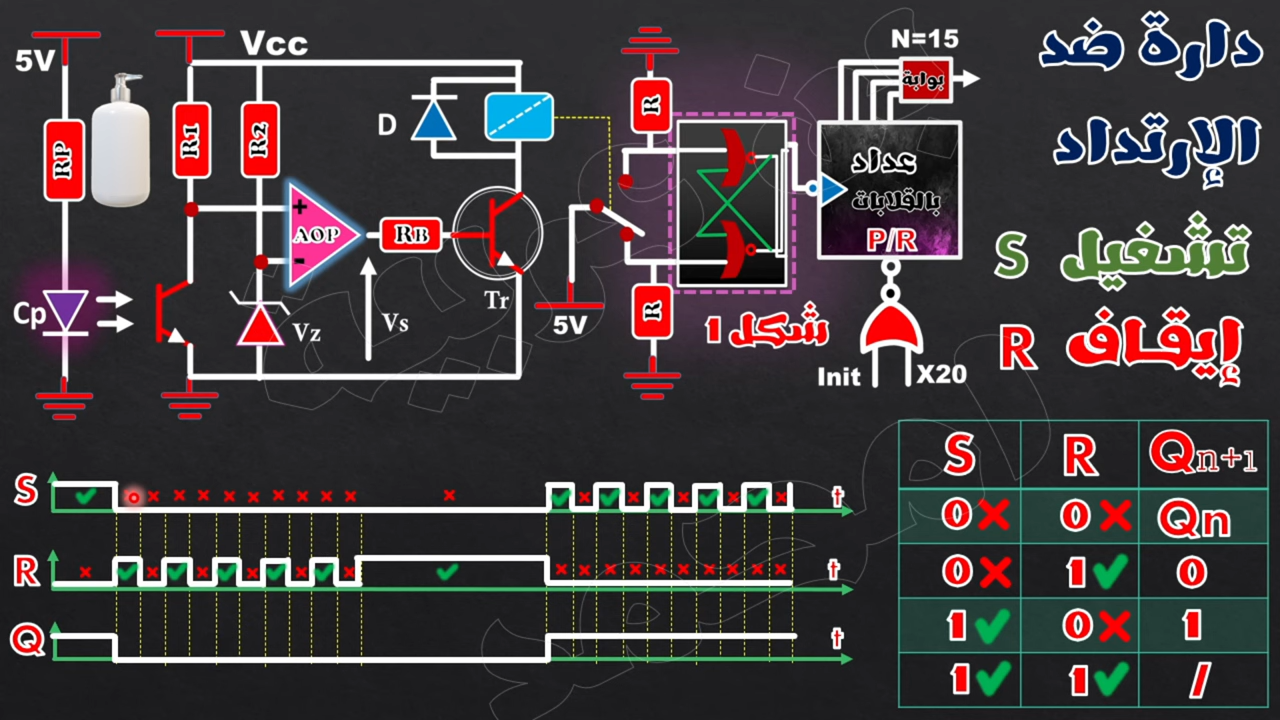 دارة ضد
الإرتداد
تشغيل S
إيقاف R
5V
Vcc
N=15
بوابة
RP
R1
R2
D
R
عداد
بالقلابات
P/R
+
AOP
-
RB
Tr
Cp
Vz
Vs
5V
R
شكل 1
Init
X20
S R Qn+1
0 0 Qn
0 1 0
1 0 1
1 1 /
S t
R t
Q t